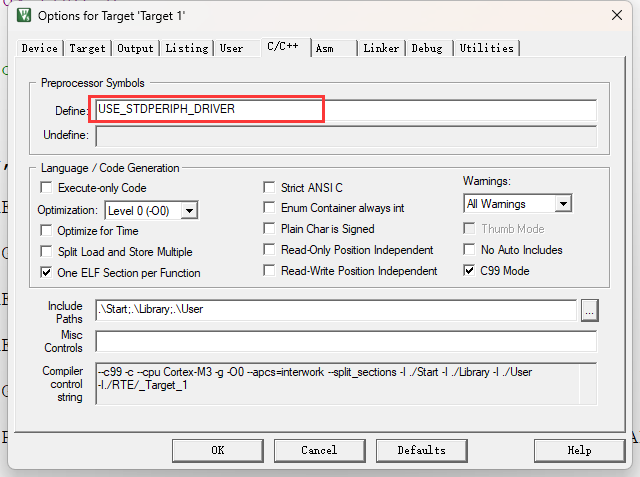 Options for Target 'Target 1'
Device Target Output Listing User C/C++ Asm Linker Debug Utilities
Preprocessor Symbols
Define: USE_STDPERIPH_DRIVER
Undefine:
Language / Code Generation
Execute-only Code
Strict ANSI C
Warnings:
Optimization: Level 0 (-O0)
Enum Container always int
All Warnings
Optimize for Time
Plain Char is Signed
Thumb Mode
Split Load and Store Multiple
Read-Only Position Independent
No Auto Includes
One ELF Section per Function
Read-Write Position Independent
C99 Mode
Include
Paths
.\Start;.\Library;.\User
...
Misc
Controls
Compiler
control
string
--c99 -c --cpu Cortex-M3 -g -O0 --apcs=interwork --split_sections -I ./Start -I ./Library -I ./User
-I./RTE/_Target_1
OK Cancel Defaults Help